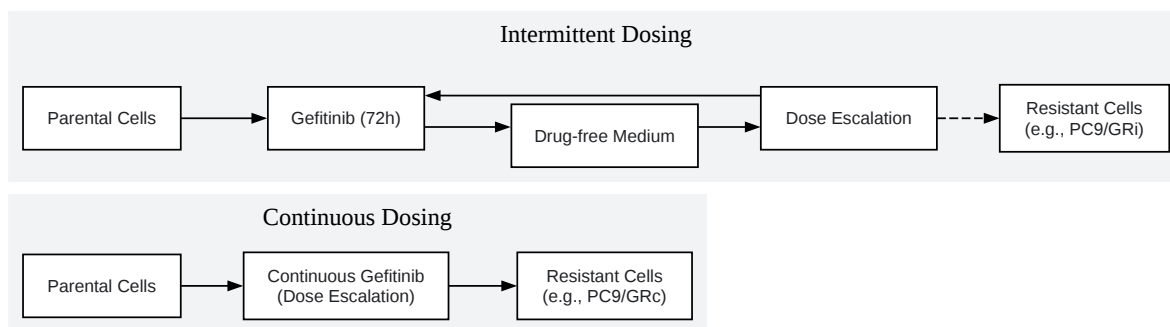 Intermittent Dosing
Parental Cells
Gefitinib (72h)
Drug-free Medium
Dose Escalation
Resistant Cells
(e.g., PC9/GRi)
Continuous Dosing
Parental Cells
Continuous Gefitinib
(Dose Escalation)
Resistant Cells
(e.g., PC9/GRc)